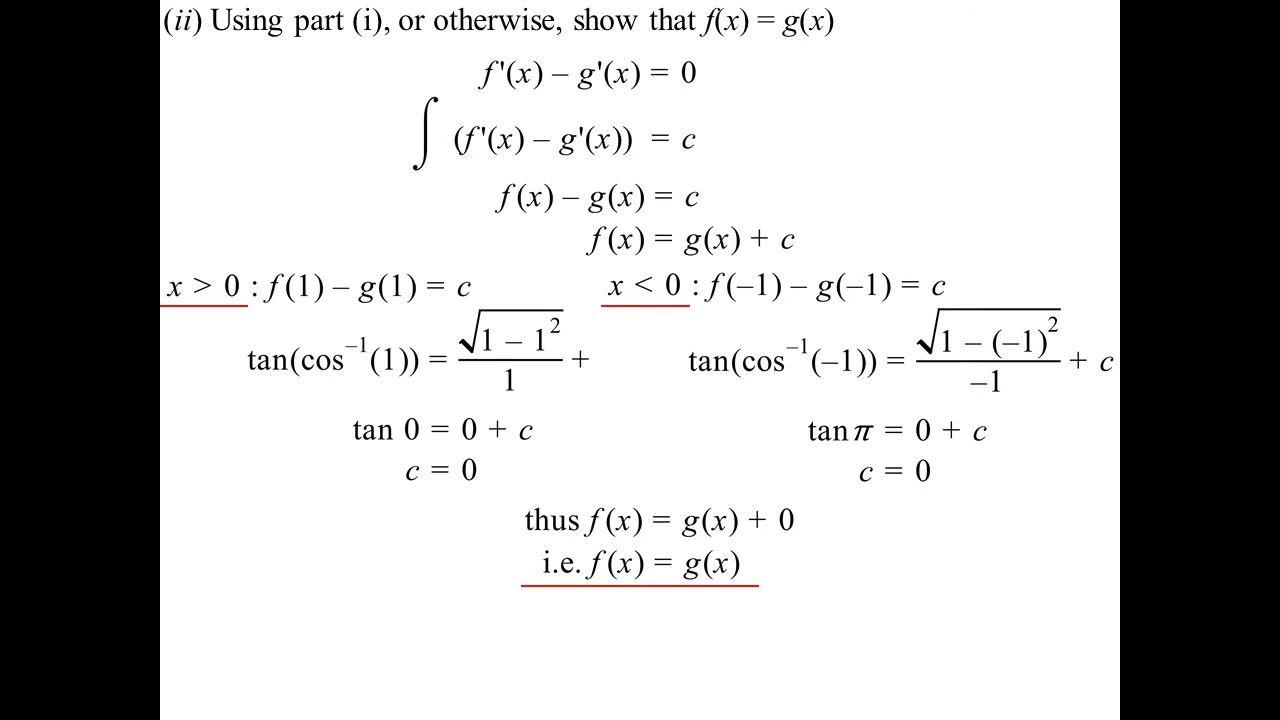 (ii) Using part (i), or otherwise, show that f(x) = g(x)
f'(x) – g'(x) = 0
∫ (f'(x) – g'(x)) = c
f(x) – g(x) = c
f(x) = g(x) + c
x > 0 : f(1) – g(1) = c
tan(cos⁻¹(1)) = √(1 – 1²) / 1 +
tan 0 = 0 + c
c = 0
x < 0 : f(–1) – g(–1) = c
tan(cos⁻¹(–1)) = √(1 – (–1)²) / –1 + c
tan π = 0 + c
c = 0
thus f(x) = g(x) + 0
i.e. f(x) = g(x)